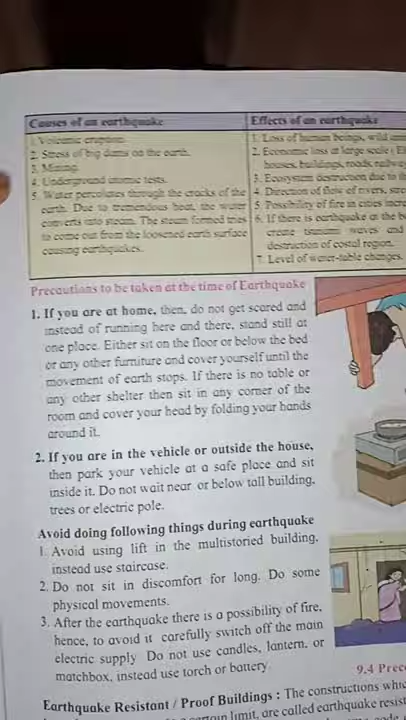 Causes of an earthquake
1. Volcanic eruption.
2. Stress of big dams on the earth.
3. Mining.
4. Underground atomic tests.
5. Water percolates through the cracks of the
earth. Due to tremendous heat, the water
converts into steam. The steam formed tries
to come out from the loosened earth surface
causing earthquakes.
Effects of an earthquake
1. Loss of human beings, wild
2. Economic loss at large scale
houses, buildings, roads, railway
3. Ecosystem destruction due to
4. Direction of flow of rivers,
5. Possibility of fire in cities
6. If there is earthquake at the
create tsunami waves and
destruction of costal region.
7. Level of water-table changes.
Precautions to be taken at the time of Earthquake
1. If you are at home, then, do not get scared and
instead of running here and there, stand still at
one place. Either sit on the floor or below the bed
or any other furniture and cover yourself until the
movement of earth stops. If there is no table or
any other shelter then sit in any corner of the
room and cover your head by folding your hands
around it.
2. If you are in the vehicle or outside the house,
then park your vehicle at a safe place and sit
inside it. Do not wait near or below tall building,
trees or electric pole.
Avoid doing following things during earthquake
1. Avoid using lift in the multistoried building,
instead use staircase.
2. Do not sit in discomfort for long. Do some
physical movements.
3. After the earthquake there is a possibility of fire,
hence, to avoid it carefully switch off the main
electric supply Do not use candles, lantern, or
matchbox, instead use torch or battery
9.4
Earthquake Resistant / Proof Buildings : The constructions
limit, are called earthquake